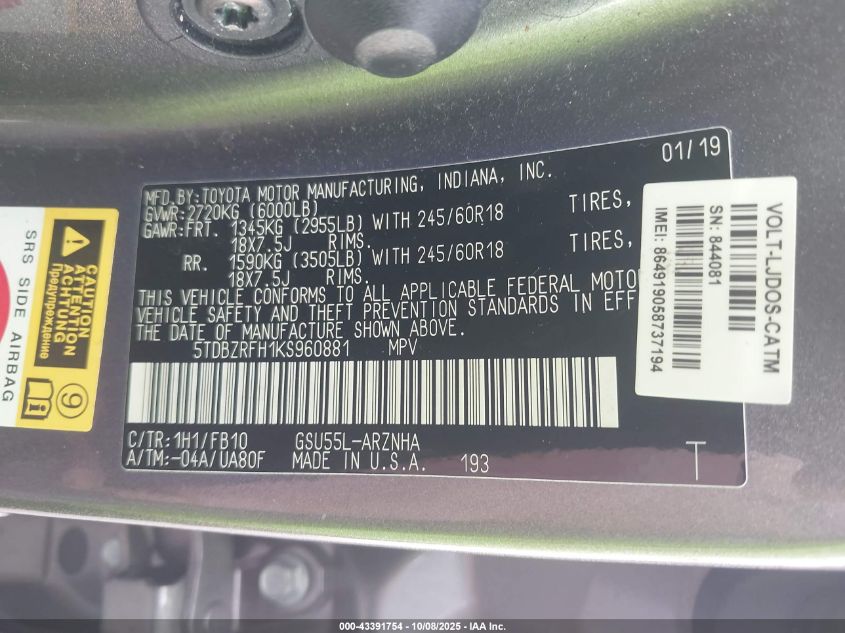 01/19
MFD.BY:TOYOTA MOTOR MANUFACTURING, INDIANA, INC.
GVWR:2720KG (6000LB)
GAWR:FRT. 1345KG (2955LB) WITH 245/60R18 TIRES,
18X7.5J RIMS.
RR. 1590KG (3505LB) WITH 245/60R18 TIRES,
18X7.5J RIMS.
THIS VEHICLE CONFORMS TO ALL APPLICABLE FEDERAL MOTO
VEHICLE SAFETY AND THEFT PREVENTION STANDARDS IN EFF
THE DATE OF MANUFACTURE SHOWN ABOVE.
5TDBZRFH1KS960881 MPV
C/TR:1H1/FB10 GSU55L-ARZNHA
A/TM:-04A/UA80F MADE IN U.S.A. 193
T
VOLT-LJDOS-CATM
SN: 844081
IMEI: 864919058737194
CAUTION
ATTENTION
Предупреждение
9
SRS SIDE AIRBAG
000-43391754 - 10/08/2025 - IAA Inc.